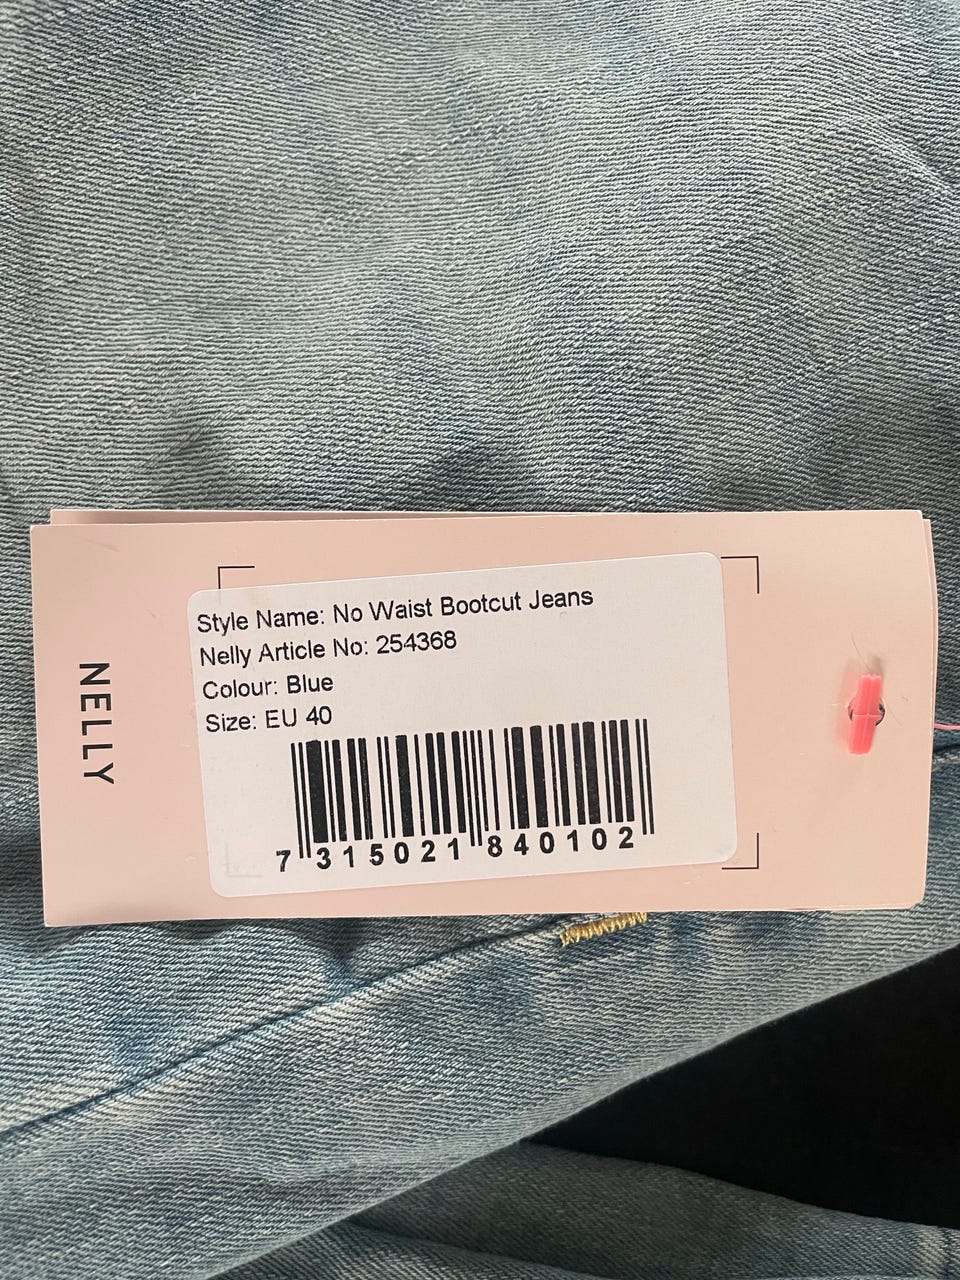 NELLY
Style Name: No Waist Bootcut Jeans
Nelly Article No: 254368
Colour: Blue
Size: EU 40
7 315021 840102